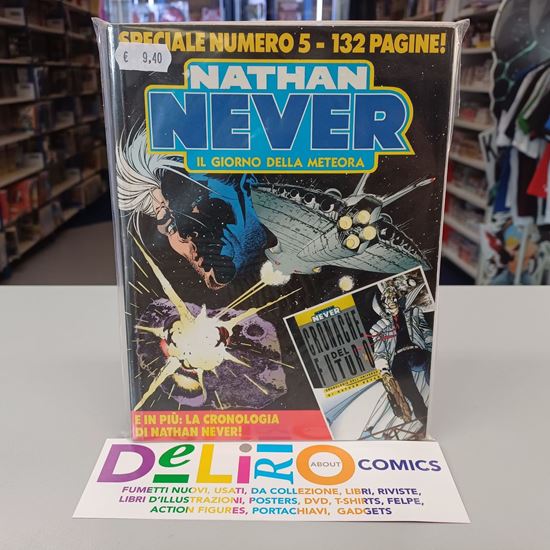 SPECIALE NUMERO 5 - 132 PAGINE!
€ 9,40
NATHAN
NEVER
IL GIORNO DELLA METEORA
NEVER
CRONACHE
DEL
FUTURO
E IN PIÙ: LA CRONOLOGIA
DI NATHAN NEVER!
DeLiRiO ABOUT COMICS
FUMETTI NUOVI, USATI, DA COLLEZIONE, LIBRI, RIVISTE,
LIBRI D'ILLUSTRAZIONI, POSTERS, DVD, T-SHIRTS, FELPE,
ACTION FIGURES, PORTACHIAVI, GADGETS